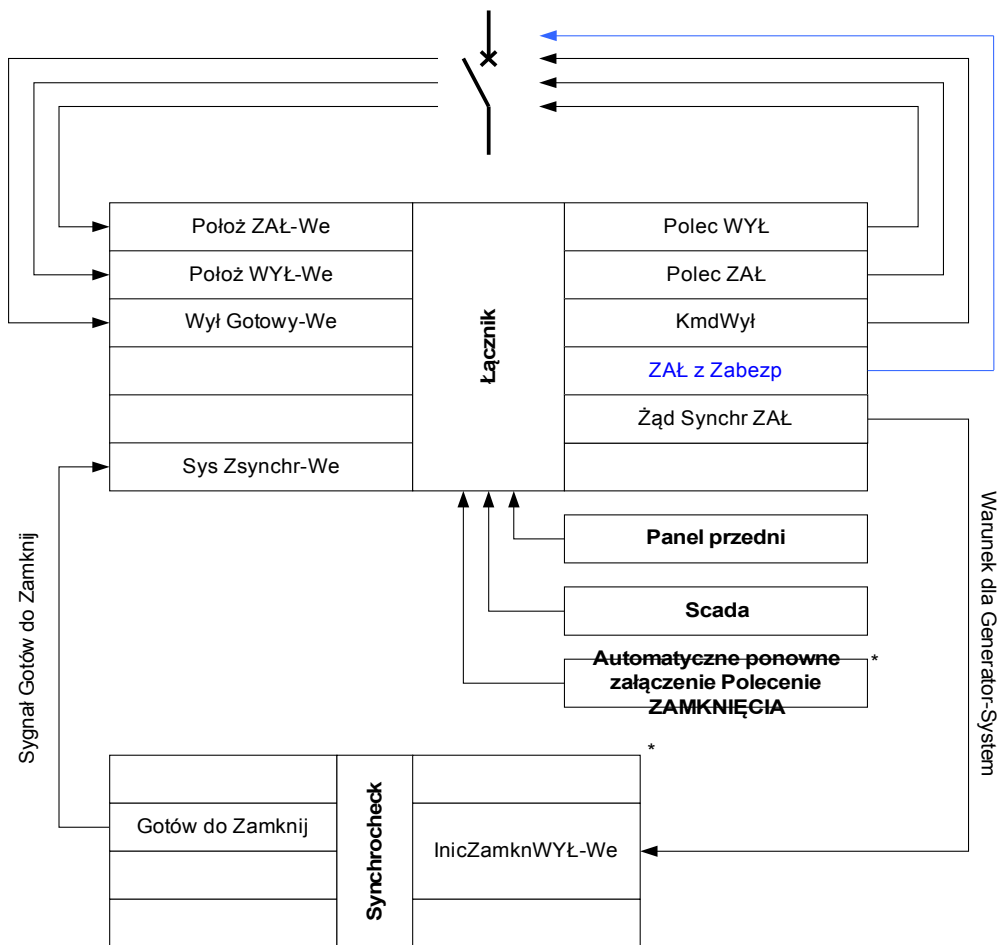 Położ ZAŁ-We
Polec WYŁ
Położ WYŁ-We
Polec ZAŁ
Wył Gotowy-We
KmdWył
ZAŁ z Zabezp
Żąd Synchr ZAŁ
Sys Zsynchr-We
Łącznik
Panel przedni
Scada
Automatyczne ponowne
załączenie Polecenie
ZAMKNIĘCIA
*
Sygnał Gotów do Zamknij
Warunek dla Generator-System
*
Gotów do Zamknij
Synchrocheck
InicZamknWYŁ-We